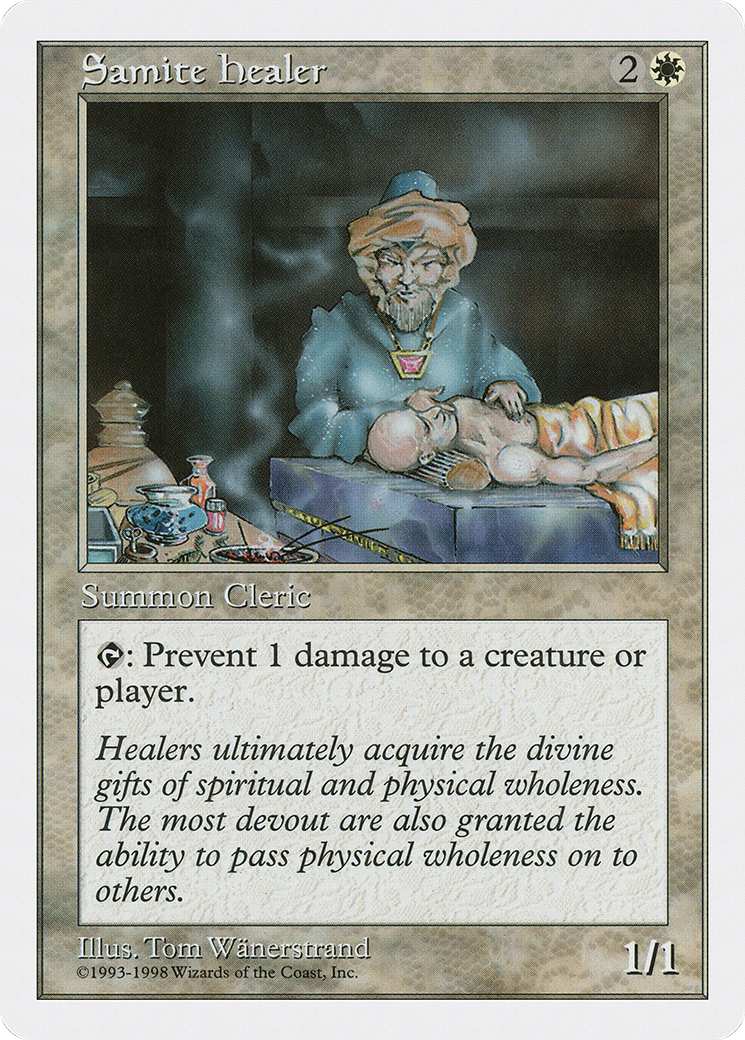 Samite Healer 2
Summon Cleric
: Prevent 1 damage to a creature or
player.
Healers ultimately acquire the divine
gifts of spiritual and physical wholeness.
The most devout are also granted the
ability to pass physical wholeness on to
others.
Illus. Tom Wänerstrand
©1993-1998 Wizards of the Coast, Inc.
1/1